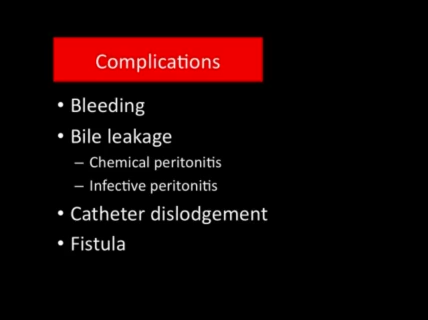 Complications
• Bleeding
• Bile leakage
– Chemical peritonitis
– Infective peritonitis
• Catheter dislodgement
• Fistula